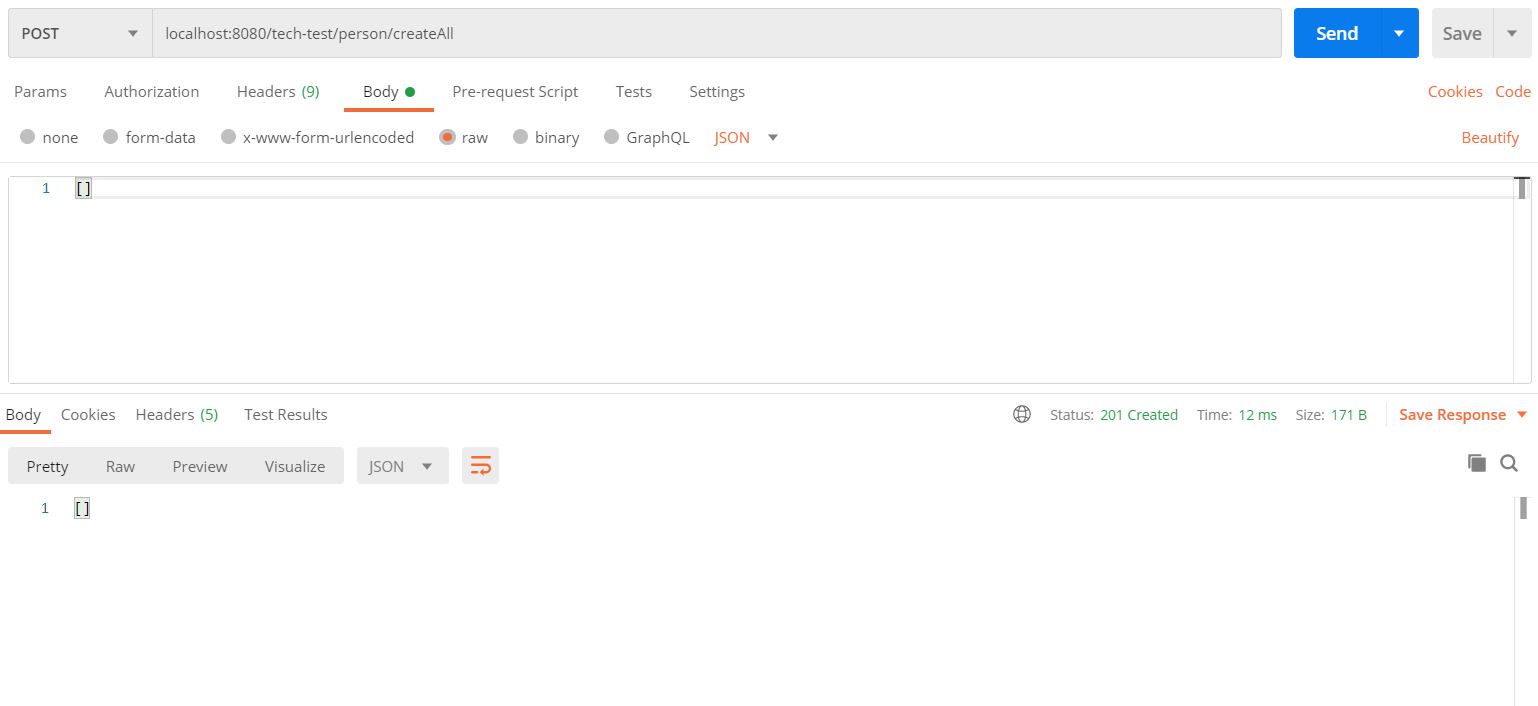 POST localhost:8080/tech-test/person/createAll Send Save
Params Authorization Headers (9) Body Pre-request Script Tests Settings Cookies Code
none form-data x-www-form-urlencoded raw binary GraphQL JSON Beautify
1 []
Body Cookies Headers (5) Test Results Status: 201 Created Time: 12 ms Size: 171 B Save Response
Pretty Raw Preview Visualize JSON
1 []